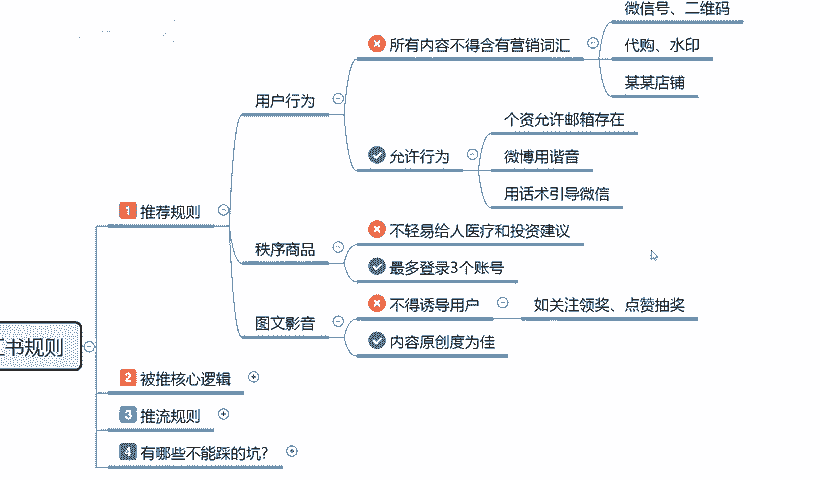 书规则
1 推荐规则
用户行为
所有内容不得含有营销词汇
微信号、二维码
代购、水印
某某店铺
允许行为
个资允许邮箱存在
微博用谐音
用话术引导微信
秩序商品
不轻易给人医疗和投资建议
最多登录3个账号
图文影音
不得诱导用户
如关注领奖、点赞抽奖
内容原创度为佳
2 被推核心逻辑
3 推流规则
4 有哪些不能踩的坑?